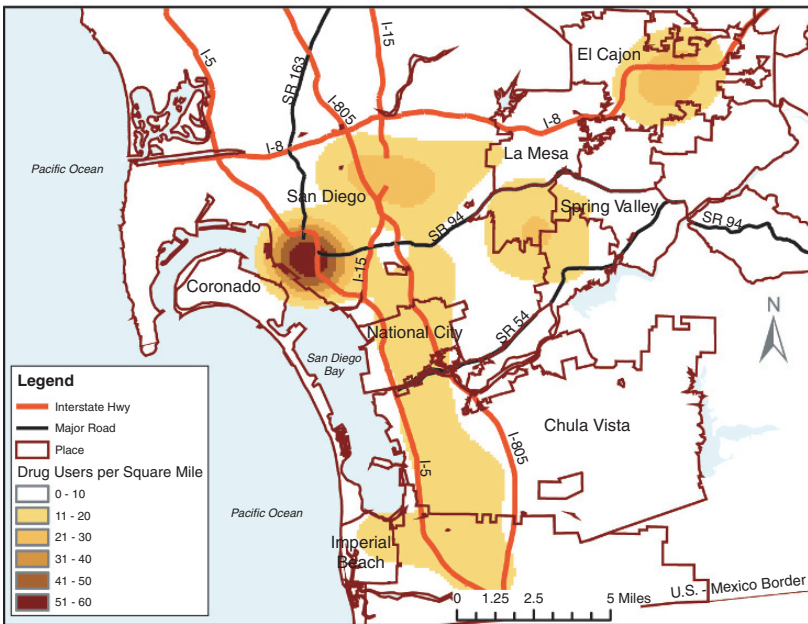 I-5
SR 163
I-15
I-805
El Cajon
I-8
Pacific Ocean
I-8
La Mesa
San Diego
Spring Valley
SR 94
SR 94
I-15
Coronado
National City
SR 54
San Diego
Bay
N
Legend
Interstate Hwy
Major Road
Place
Drug Users per Square Mile
0 - 10
11 - 20
21 - 30
31 - 40
41 - 50
51 - 60
Chula Vista
I-805
I-5
Pacific Ocean
Imperial
Beach
U.S. - Mexico Border
0 1.25 2.5 5 Miles